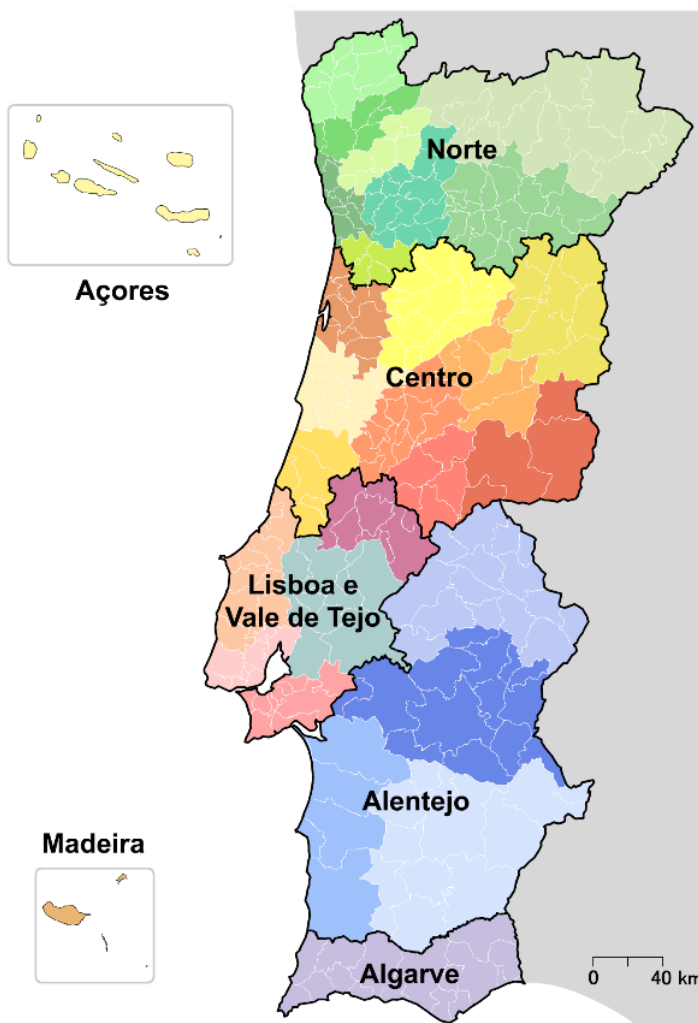 Norte
Açores
Centro
Lisboa e
Vale de Tejo
Alentejo
Madeira
Algarve
0 40 km